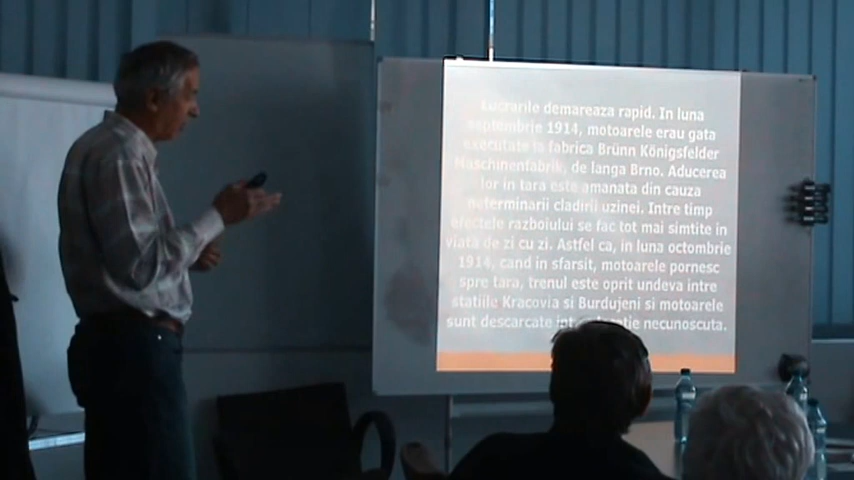 Lucrarile demareaza rapid. In luna
septembrie 1914, motoarele erau gata
executate la fabrica Brünn Königsfelder
Maschinenfabrik, de langa Brno. Aducerea
lor in tara este amanata din cauza
neterminarii cladirii uzinei. Intre timp
efectele razboiului se fac tot mai simtite in
viata de zi cu zi. Astfel ca, in luna octombrie
1914, cand in sfarsit, motoarele pornesc
spre tara, trenul este oprit undeva intre
statiile Kracovia si Burdujeni si motoarele
sunt descarcate necunoscuta.